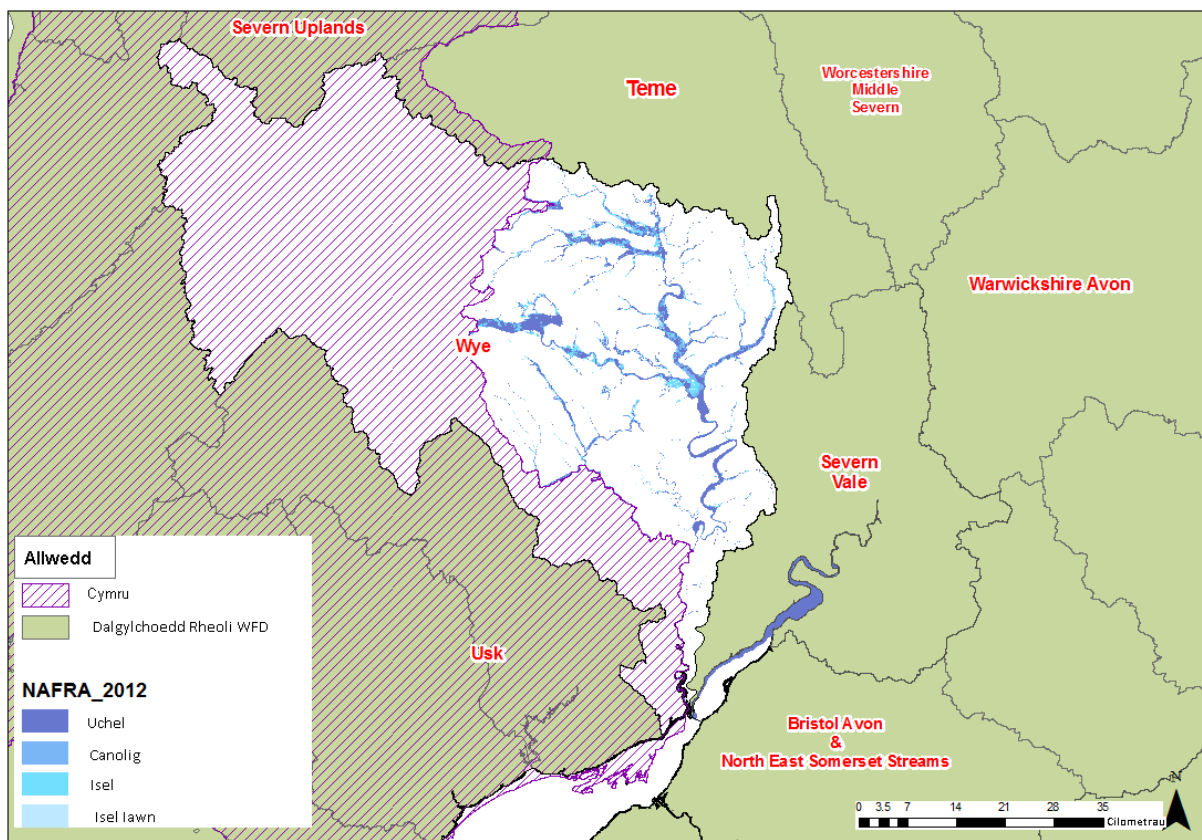 Severn Uplands
Teme
Worcestershire
Middle
Severn
Warwickshire Avon
Wye
Severn
Vale
Usk
Bristol Avon
&
North East Somerset Streams
Allwedd
Cymru
Dalgylchoedd Rheoli WFD
NAFRA_2012
Uchel
Canolig
Isel
Isel Iawn
N
0 3.5 7 14 21 28 35
Cilometrau